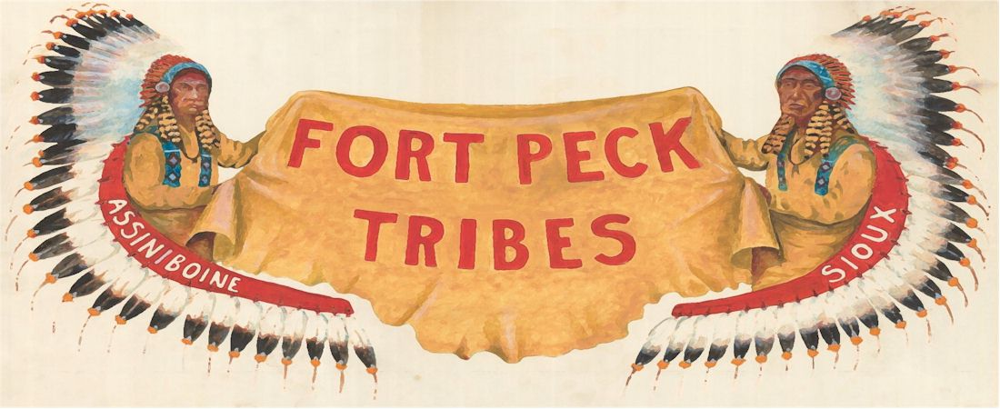 FORT PECK
TRIBES
ASSINIBOINE
SIOUX